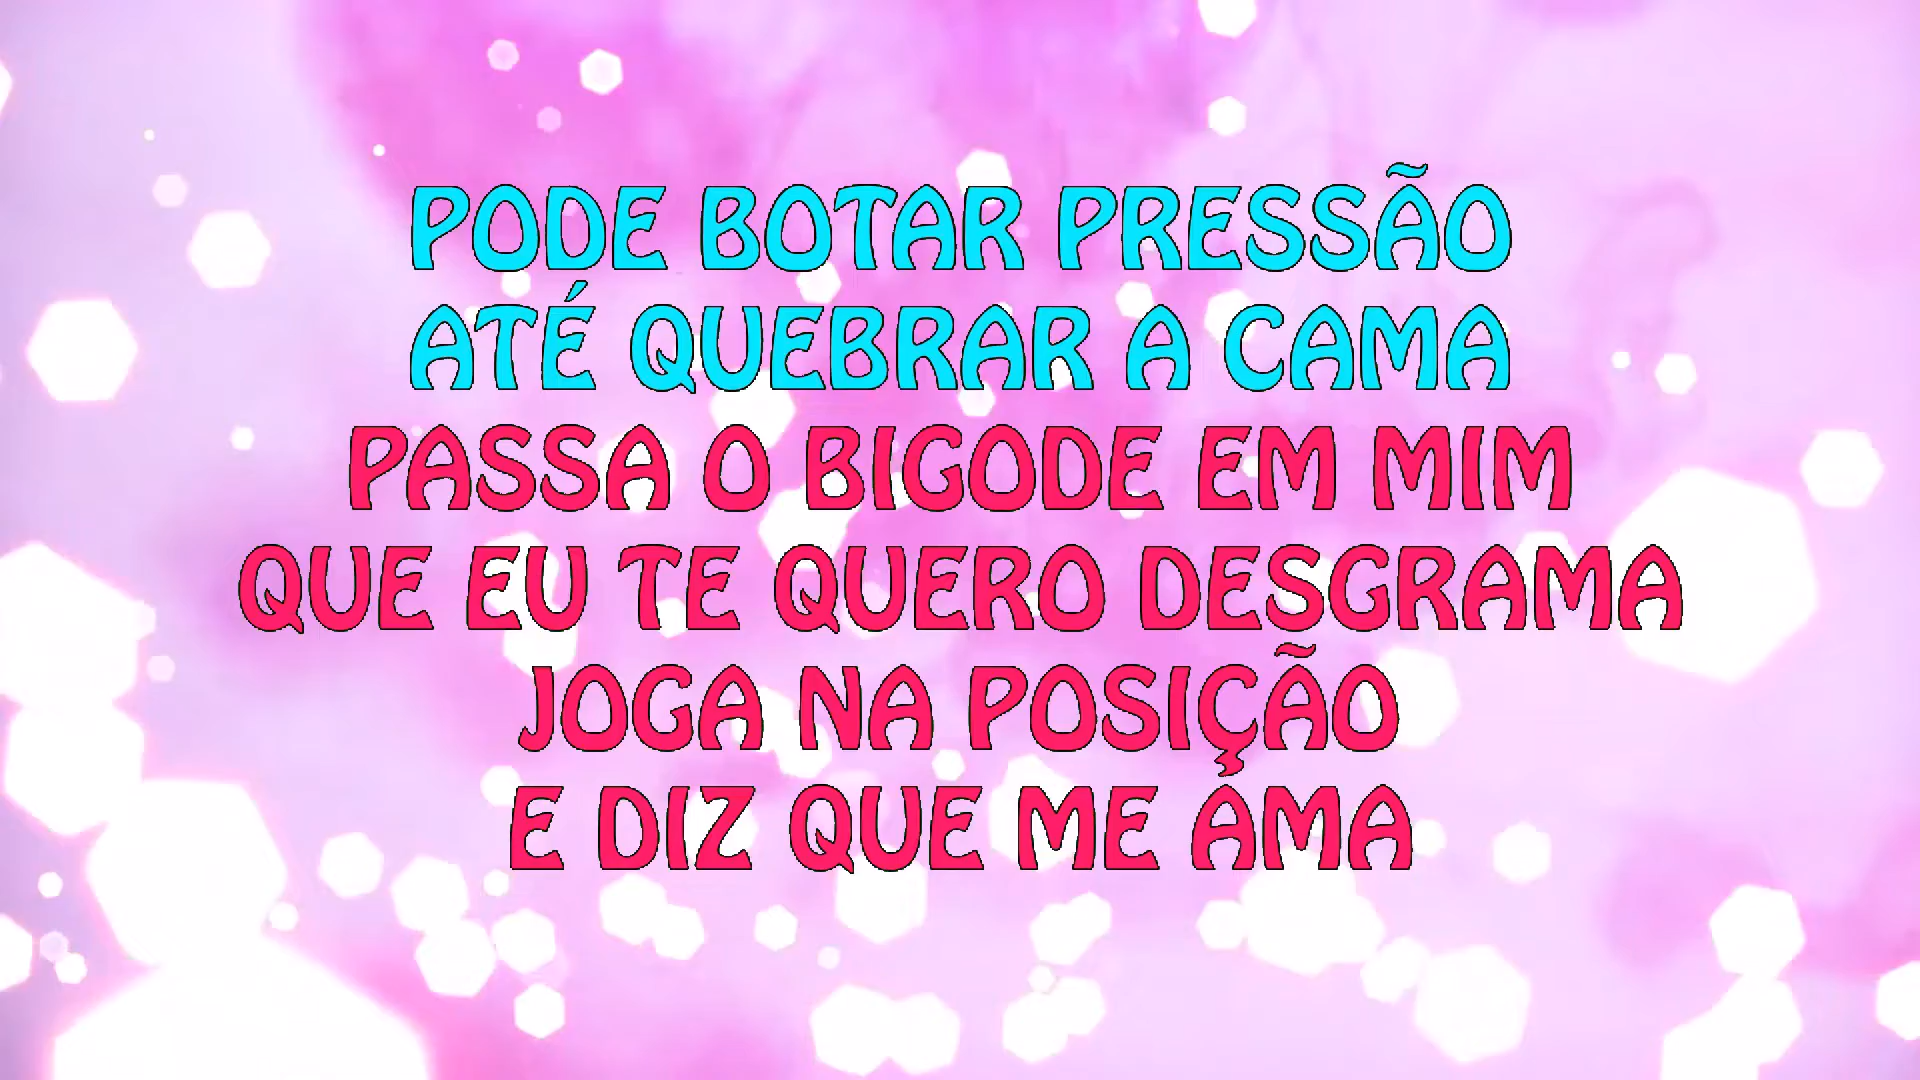 PODE BOTAR PRESSÃO
ATÉ QUEBRAR A CAMA
PASSA O BIGODE EM MIM
QUE EU TE QUERO DESGRAMA
JOGA NA POSIÇÃO
E DIZ QUE ME AMA